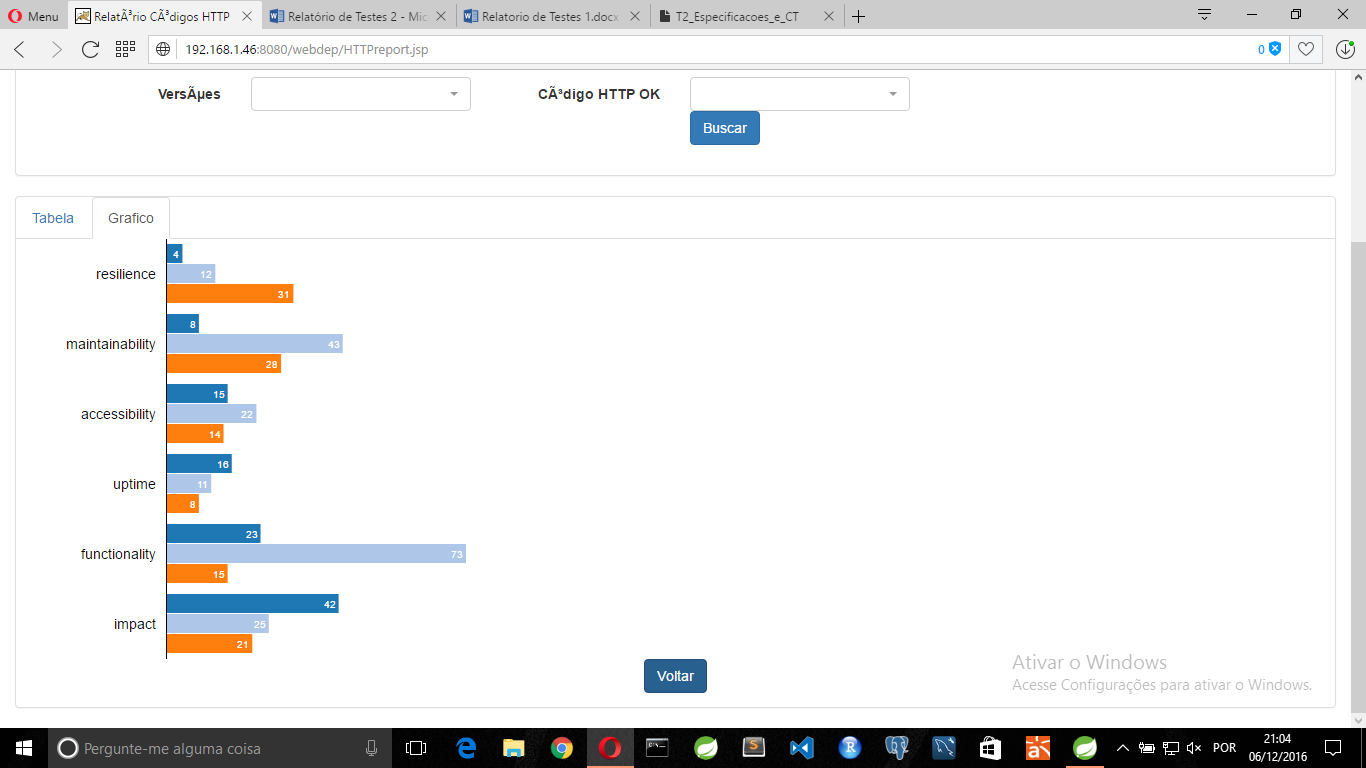 Menu
RelatÃ³rio CÃ³digos HTTP
Relatório de Testes 2 - Mic
Relatorio de Testes 1.docx
T2_Especificacoes_e_CT
192.168.1.46:8080/webdep/HTTPreport.jsp
0
VersÃµes
CÃ³digo HTTP OK
Buscar
Tabela
Grafico
4
resilience
12
31
8
maintainability
43
28
15
accessibility
22
14
16
uptime
11
8
23
functionality
73
15
42
impact
25
21
Voltar
Ativar o Windows
Acesse Configurações para ativar o Windows.
Pergunte-me alguma coisa
POR
21:04
06/12/2016